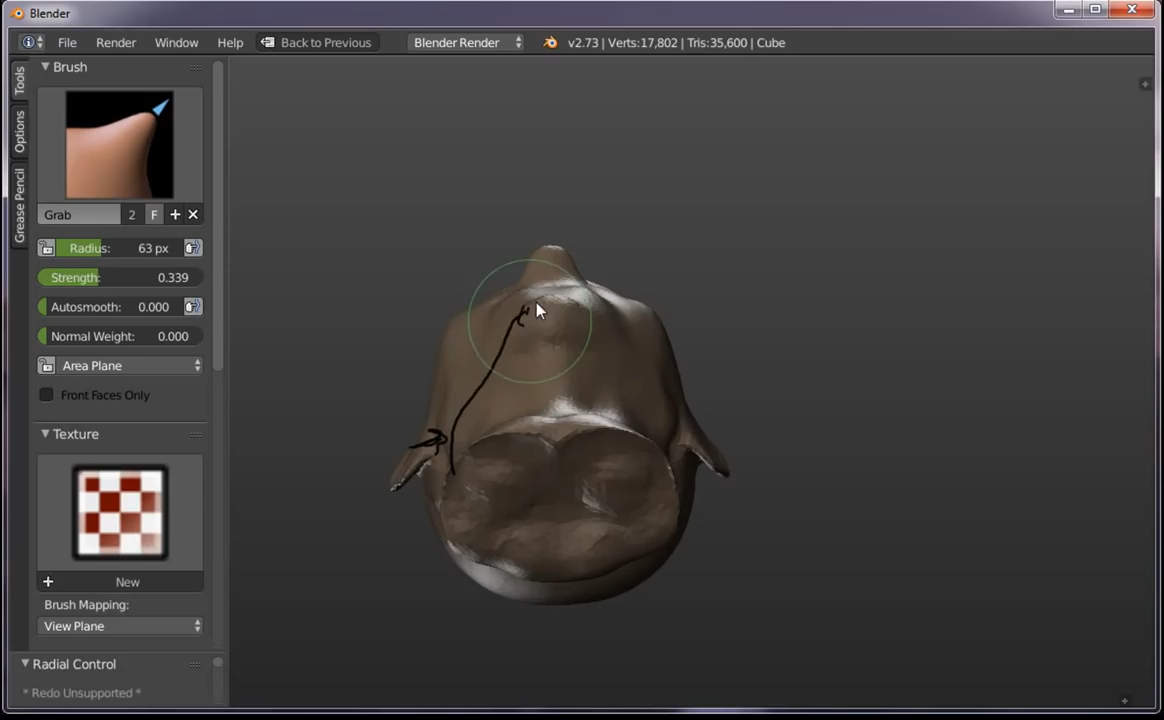 Blender
File Render Window Help Back to Previous Blender Render v2.73 | Verts:17,802 | Tris:35,600 | Cube
Tools
Options
Grease Pencil
Brush
Grab 2 F
Radius: 63 px
Strength: 0.339
Autosmooth: 0.000
Normal Weight: 0.000
Area Plane
Front Faces Only
Texture
New
Brush Mapping:
View Plane
Radial Control
* Redo Unsupported *